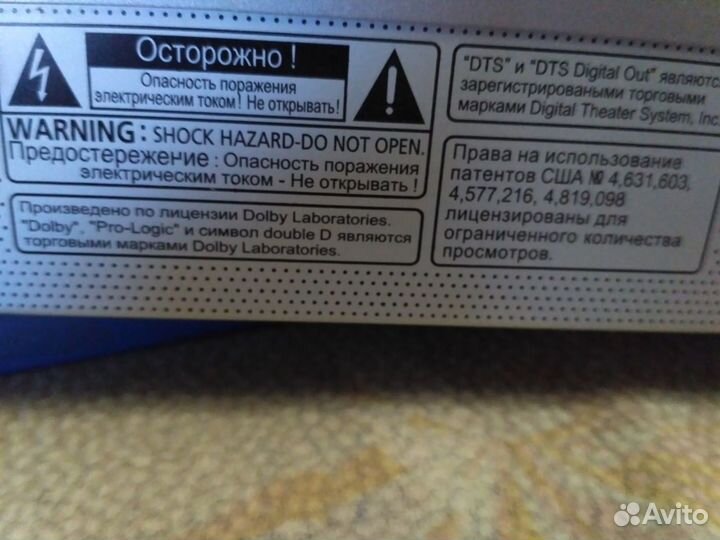 Осторожно !
Опасность поражения
электрическим током ! Не открывать!
WARNING: SHOCK HAZARD-DO NOT OPEN.
Предостережение : Опасность поражения
электрическим током - Не открывать !
Произведено по лицензии Dolby Laboratories.
"Dolby", "Pro-Logic" и символ double D являются
торговыми марками Dolby Laboratories.
"DTS" и "DTS Digital Out" являются
зарегистрироваными торговыми
марками Digital Theater System, Inc.
Права на использование
патентов США № 4,631,603,
4,577,216, 4,819,098
лицензированы для
ограниченного количества
просмотров.
Avito